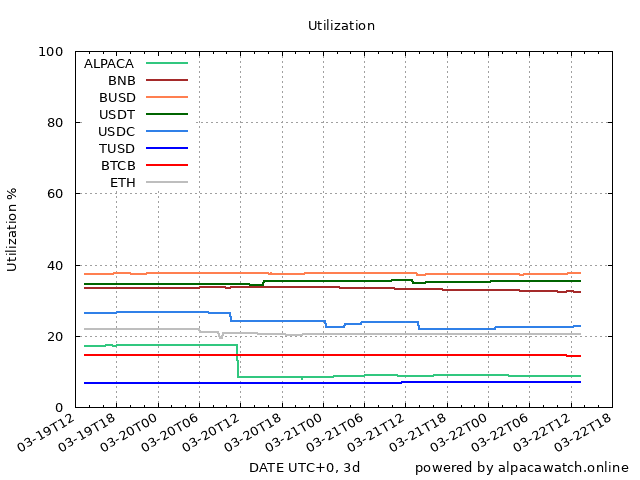 Utilization
100
80
60
40
20
0
Utilization %
ALPACA
BNB
BUSD
USDT
USDC
TUSD
BTCB
ETH
03-19T12
03-19T18
03-20T00
03-20T06
03-20T12
03-20T18
03-21T00
03-21T06
03-21T12
03-21T18
03-22T00
03-22T06
03-22T12
03-22T18
DATE UTC+0, 3d
powered by alpacawatch.online